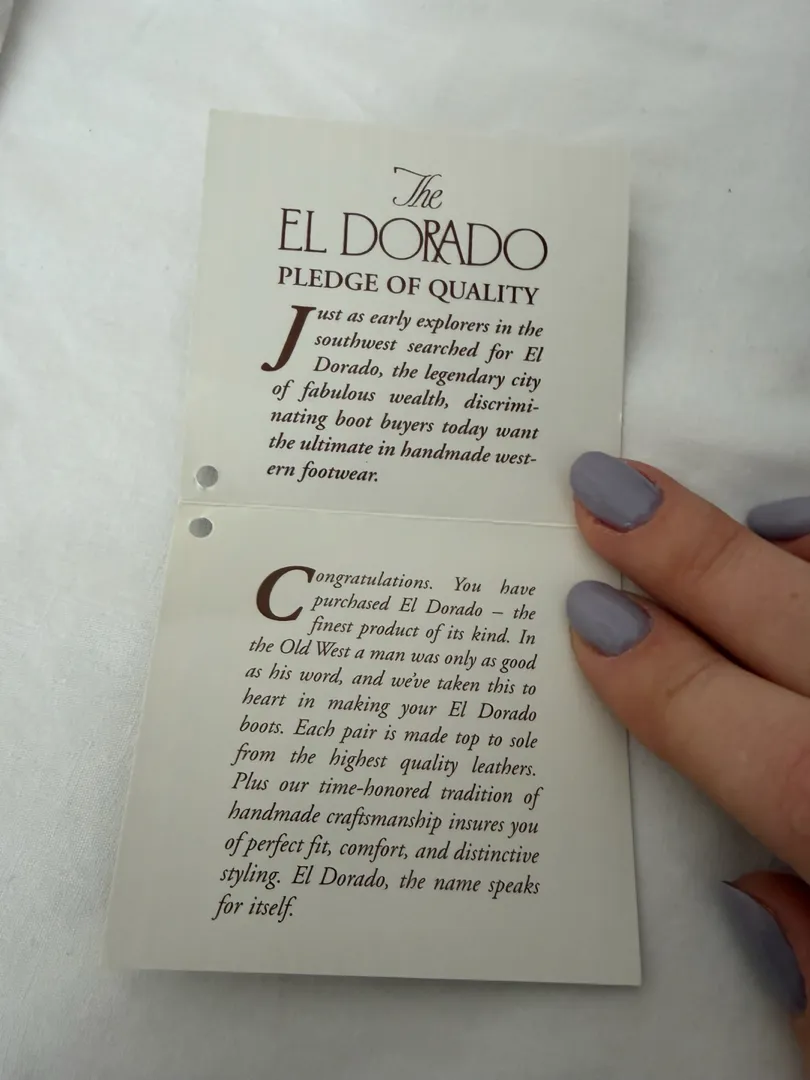 The
EL DORADO
PLEDGE OF QUALITY
Just as early explorers in the
southwest searched for El
Dorado, the legendary city
of fabulous wealth, discrimi-
nating boot buyers today want
the ultimate in handmade west-
ern footwear.
Congratulations. You have
purchased El Dorado – the
finest product of its kind. In
the Old West a man was only as good
as his word, and we've taken this to
heart in making your El Dorado
boots. Each pair is made top to sole
from the highest quality leathers.
Plus our time-honored tradition of
handmade craftsmanship insures you
of perfect fit, comfort, and distinctive
styling. El Dorado, the name speaks
for itself.